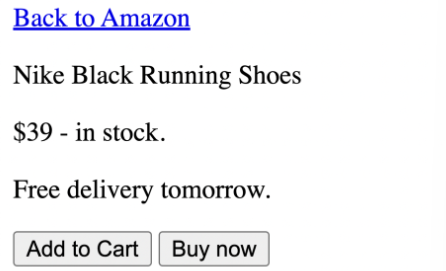 Back to Amazon
Nike Black Running Shoes
$39 - in stock.
Free delivery tomorrow.
Add to Cart Buy now